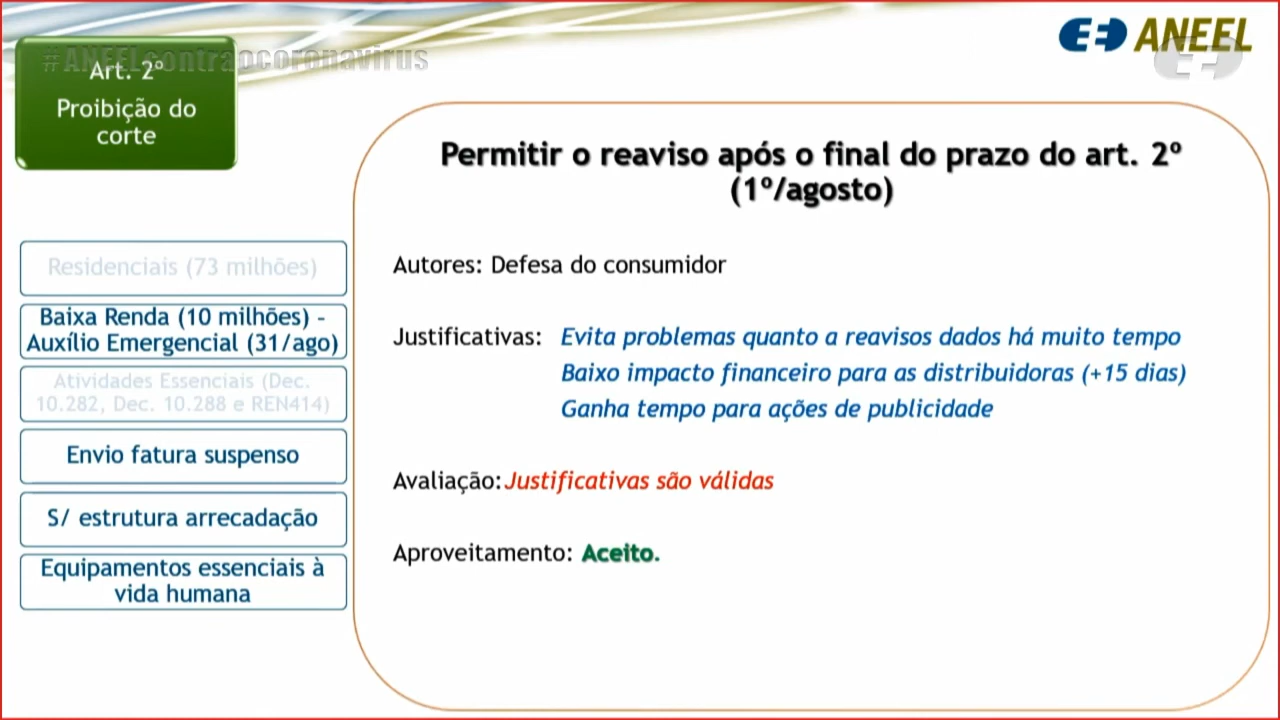 #ANEELcontraocoronavirus
ANEEL
Art. 2º
Proibição do
corte
Permitir o reaviso após o final do prazo do art. 2º
(1º/agosto)
Residenciais (73 milhões)
Baixa Renda (10 milhões) –
Auxílio Emergencial (31/ago)
Atividades Essenciais (Dec.
10.282, Dec. 10.288 e REN414)
Envio fatura suspenso
S/ estrutura arrecadação
Equipamentos essenciais à
vida humana
Autores: Defesa do consumidor
Justificativas: Evita problemas quanto a reavisos dados há muito tempo
Baixo impacto financeiro para as distribuidoras (+15 dias)
Ganha tempo para ações de publicidade
Avaliação: Justificativas são válidas
Aproveitamento: Aceito.